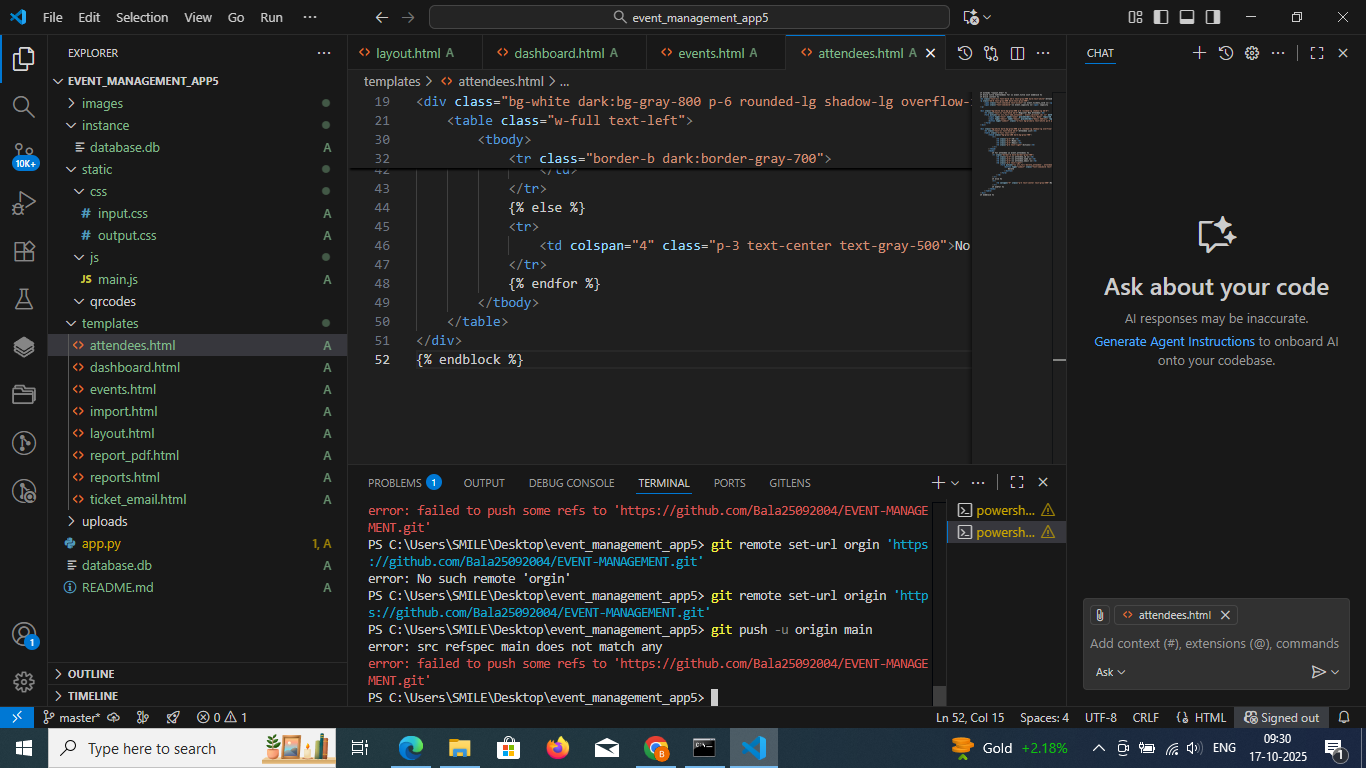 File Edit Selection View Go Run ···
event_management_app5
EXPLORER
EVENT_MANAGEMENT_APP5
images
instance
database.db A
static
css
input.css A
output.css A
js
JS main.js A
qrcodes
templates
attendees.html A
dashboard.html A
events.html A
import.html A
layout.html A
report_pdf.html A
reports.html A
ticket_email.html A
uploads
app.py 1, A
database.db A
README.md A
OUTLINE
TIMELINE
10K+
1
layout.html A
dashboard.html A
events.html A
attendees.html A
templates > attendees.html > ...
19 <div class="bg-white dark:bg-gray-800 p-6 rounded-lg shadow-lg overflow-
21 <table class="w-full text-left">
30 <tbody>
32 <tr class="border-b dark:border-gray-700">
42 </td>
43 </tr>
44 {% else %}
45 <tr>
46 <td colspan="4" class="p-3 text-center text-gray-500">No
47 </tr>
48 {% endfor %}
49 </tbody>
50 </table>
51 </div>
52 {% endblock %}
PROBLEMS 1 OUTPUT DEBUG CONSOLE TERMINAL PORTS GITLENS
error: failed to push some refs to 'https://github.com/Bala25092004/EVENT-MANAGE
MENT.git'
PS C:\Users\SMILE\Desktop\event_management_app5> git remote set-url orgin 'https
://github.com/Bala25092004/EVENT-MANAGEMENT.git'
error: No such remote 'orgin'
PS C:\Users\SMILE\Desktop\event_management_app5> git remote set-url origin 'http
s://github.com/Bala25092004/EVENT-MANAGEMENT.git'
PS C:\Users\SMILE\Desktop\event_management_app5> git push -u origin main
error: src refspec main does not match any
error: failed to push some refs to 'https://github.com/Bala25092004/EVENT-MANAGE
MENT.git'
PS C:\Users\SMILE\Desktop\event_management_app5>
powersh...
powersh...
CHAT
Ask about your code
AI responses may be inaccurate.
Generate Agent Instructions to onboard AI
onto your codebase.
attendees.html
Add context (#), extensions (@), commands
Ask
master* 0 1
Ln 52, Col 15 Spaces: 4 UTF-8 CRLF HTML Signed out
Type here to search
Gold +2.18%
ENG
09:30
17-10-2025
1